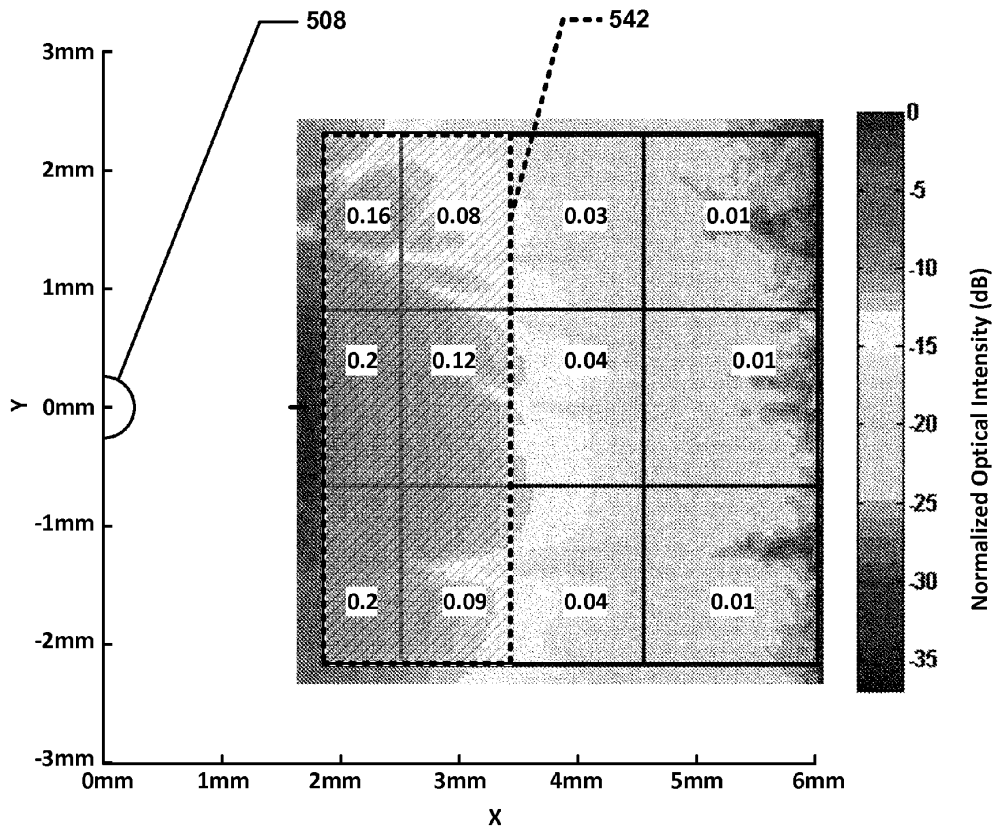 508
542
3mm
2mm
1mm
0mm
-1mm
-2mm
-3mm
Y
0.16 0.08 0.03 0.01
0.2 0.12 0.04 0.01
0.2 0.09 0.04 0.01
0mm 1mm 2mm 3mm 4mm 5mm 6mm
X
0
-5
-10
-15
-20
-25
-30
-35
Normalized Optical Intensity (dB)